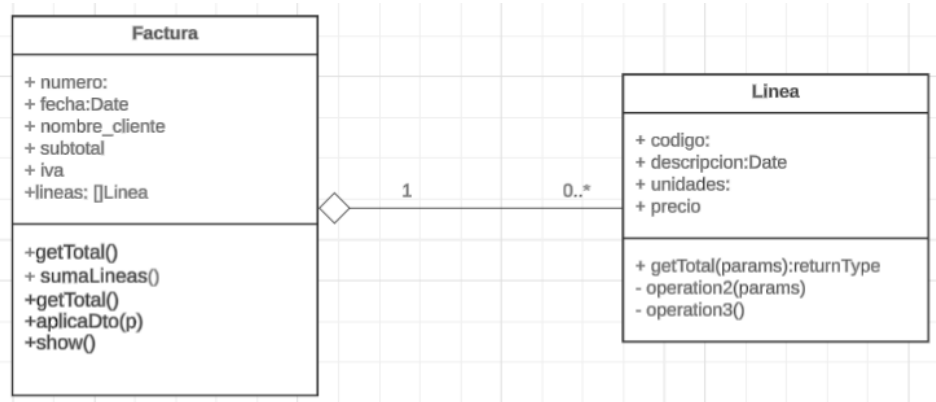 Factura
+ numero:
+ fecha:Date
+ nombre_cliente
+ subtotal
+ iva
+lineas: []Linea
+getTotal()
+ sumaLineas()
+getTotal()
+aplicaDto(p)
+show()
1
0..*
Linea
+ codigo:
+ descripcion:Date
+ unidades:
+ precio
+ getTotal(params):returnType
- operation2(params)
- operation3()